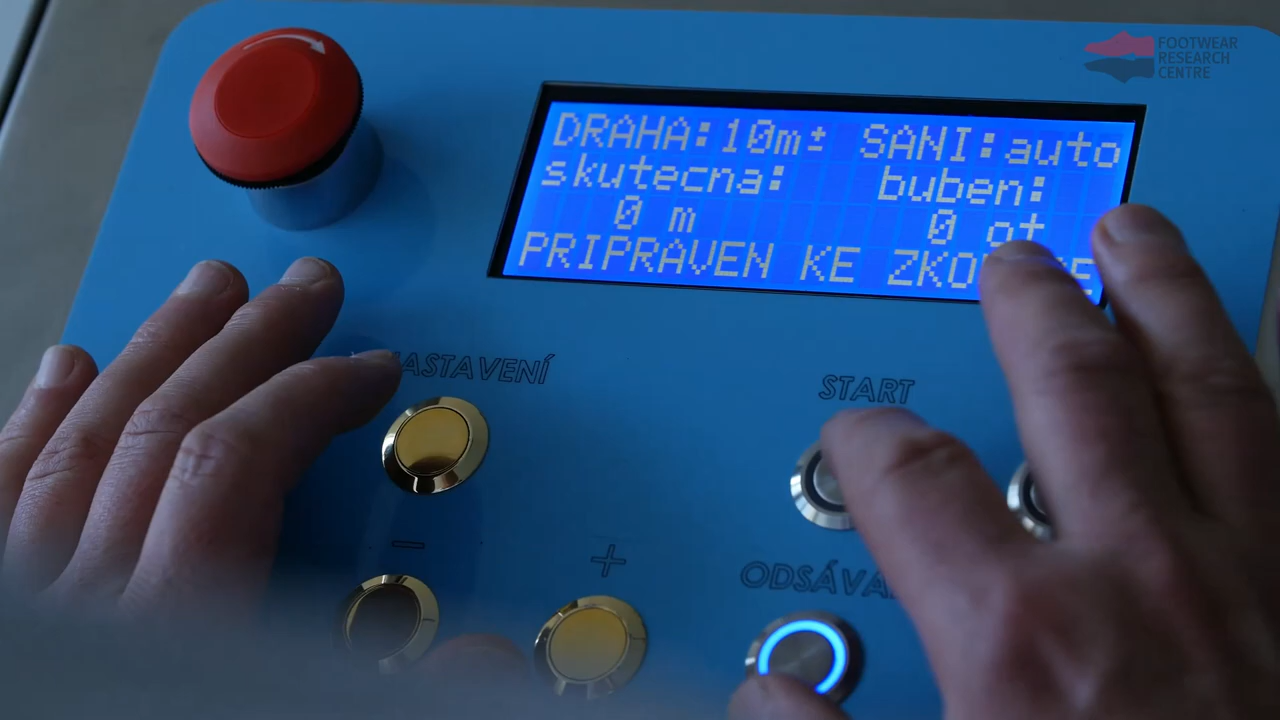 FOOTWEAR
RESEARCH
CENTRE
DRAHA:10m± SANI:auto
skutecna: buben:
0 m 0 ot
PRIPRAVEN KE
START
- +